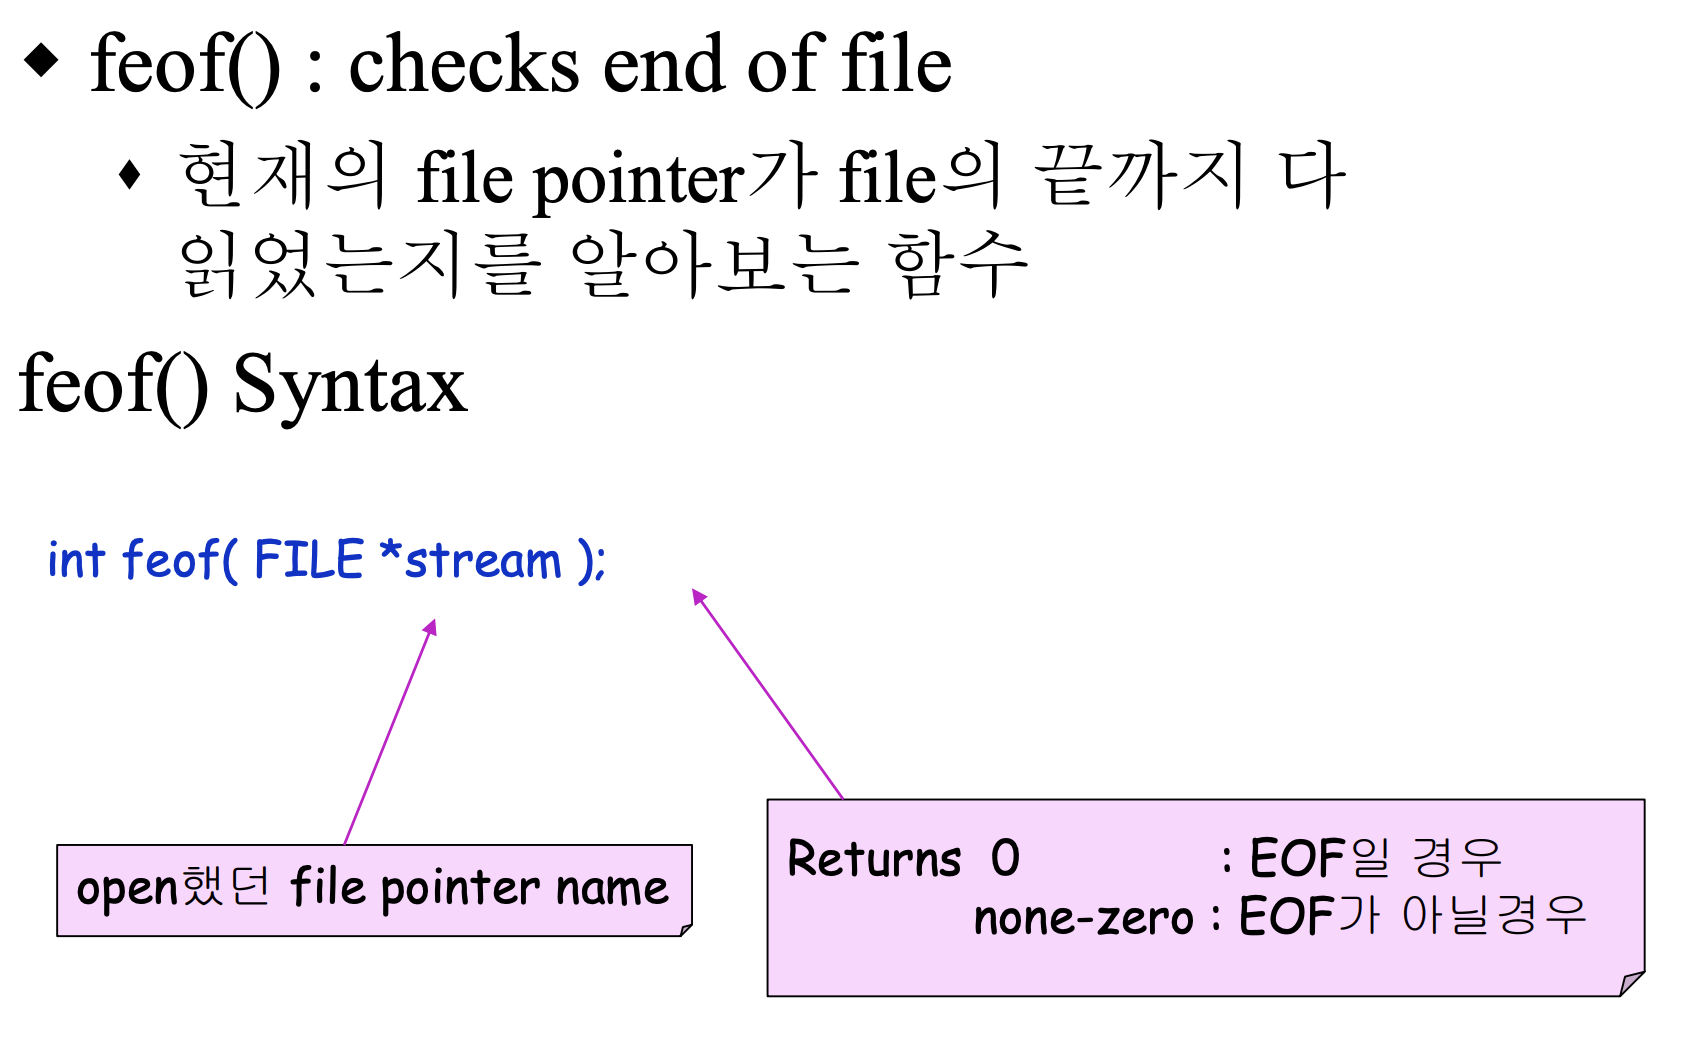 ◆ feof() : checks end of file
◆ 현재의 file pointer가 file의 끝까지 다
읽었는지를 알아보는 함수
feof() Syntax
int feof( FILE *stream );
open했던 file pointer name
Returns 0 : EOF일 경우
none-zero : EOF가 아닐경우